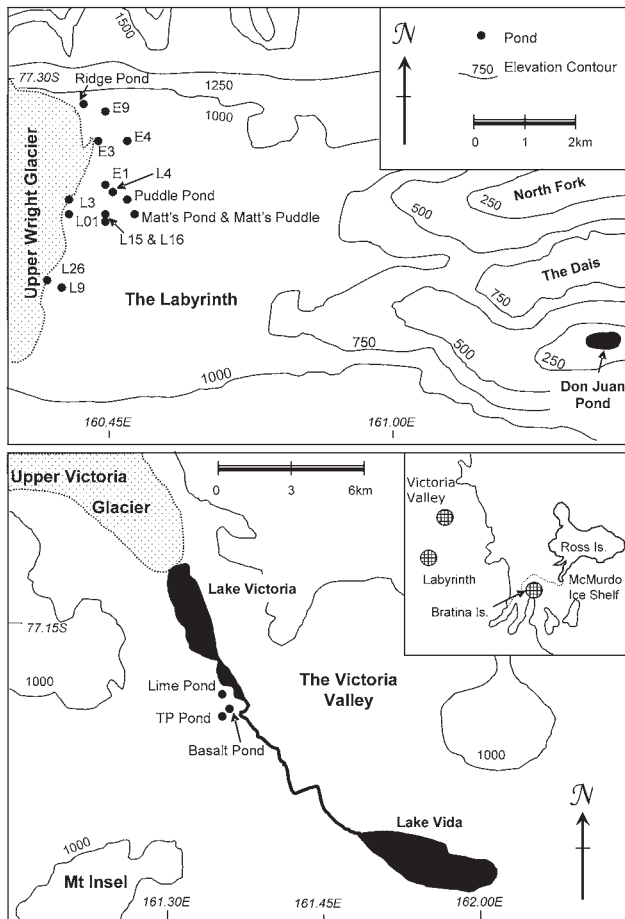 1500
77.30S
Ridge Pond
1250
1000
E9
E3
E4
E1
L4
Puddle Pond
L3
L01
Matt's Pond & Matt's Puddle
L15 & L16
L26
L9
Upper Wright Glacier
The Labyrinth
N
Pond
750
Elevation Contour
0
1
2km
North Fork
500
250
The Dais
750
750
500
250
Don Juan
Pond
1000
160.45E
161.00E
Upper Victoria
Glacier
0
3
6km
Victoria
Valley
Labyrinth
Ross Is.
McMurdo
Ice Shelf
Bratina Is.
Lake Victoria
77.15S
1000
Lime Pond
TP Pond
Basalt Pond
The Victoria
Valley
1000
N
Lake Vida
1000
Mt Insel
161.30E
161.45E
162.00E